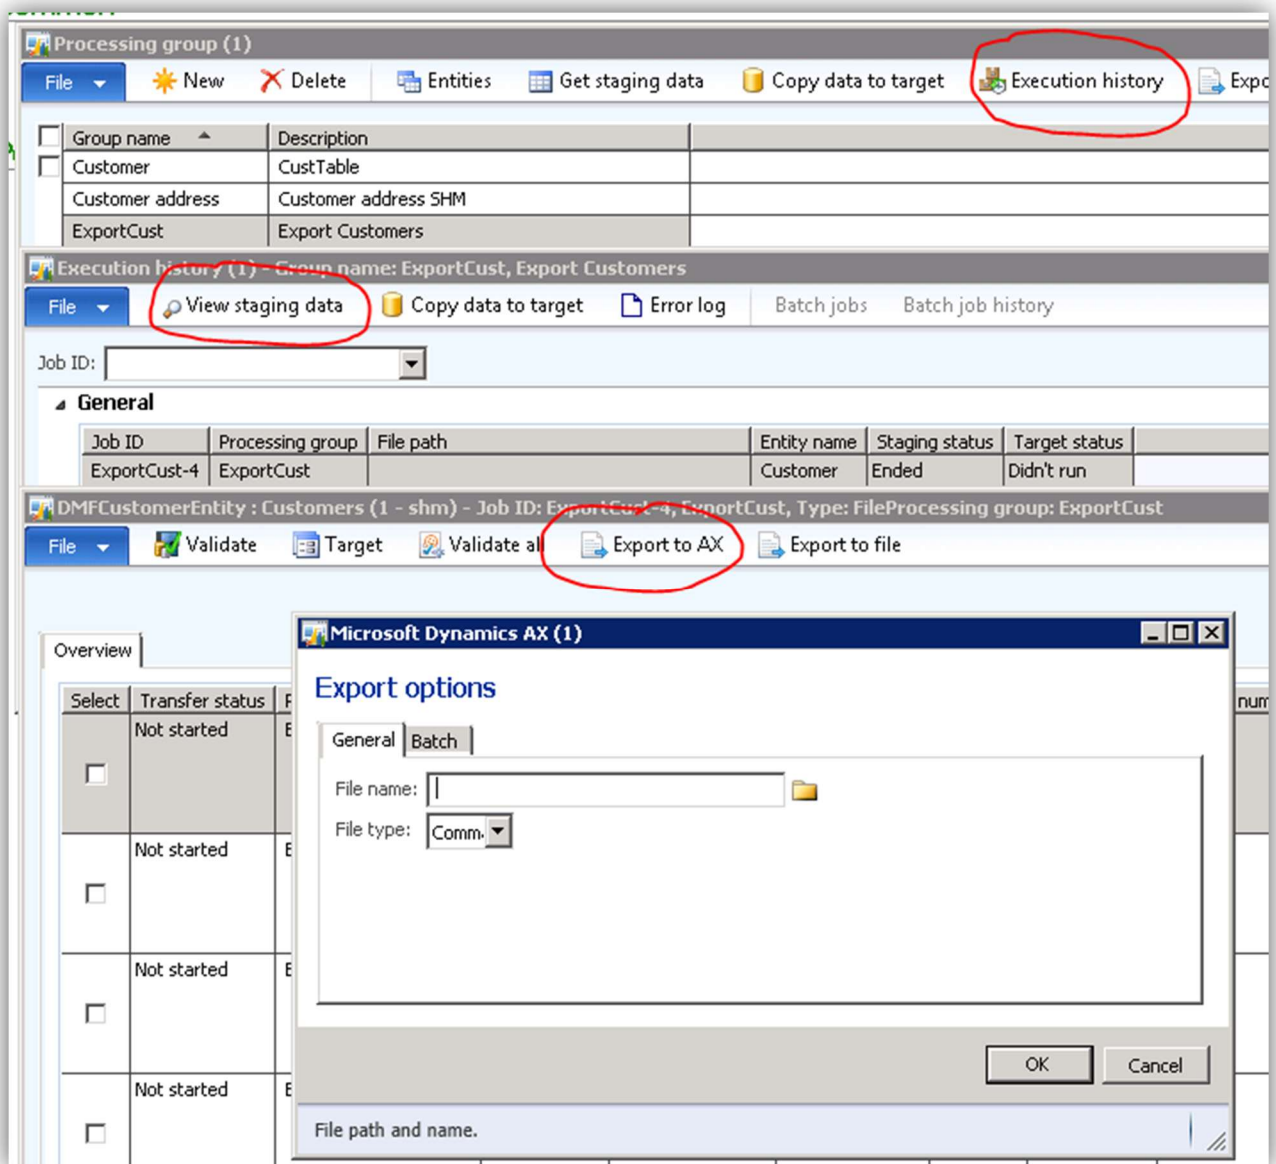 Processing group (1)
File New Delete Entities Get staging data Copy data to target Execution history Expo
Group name Description
Customer CustTable
Customer address Customer address SHM
ExportCust Export Customers
Execution history (1) - Group name: ExportCust, Export Customers
File View staging data Copy data to target Error log Batch jobs Batch job history
Job ID:
General
Job ID Processing group File path Entity name Staging status Target status
ExportCust-4 ExportCust Customer Ended Didn't run
DMFCustomerEntity : Customers (1 - shm) - Job ID: ExportCust-4, ExportCust, Type: FileProcessing group: ExportCust
File Validate Target Validate all Export to AX Export to file
Overview
Select Transfer status num
Not started
Not started
Not started
Not started
Microsoft Dynamics AX (1)
Export options
General Batch
File name:
File type: Comm
OK Cancel
File path and name.